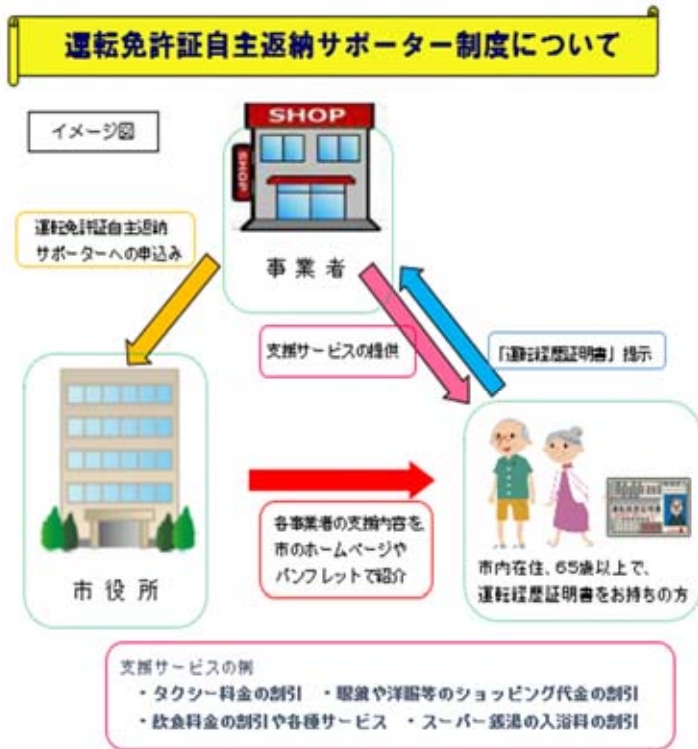 運転免許証自主返納サポーター制度について
イメージ図
SHOP
SHOP
運転免許証自主返納
サポーターへの申込み
事業者
支援サービスの提供
「運転経歴証明書」提示
市役所
各事業者の支援内容を、
市のホームページや
パンフレットで紹介
運転経歴証明書
市内在住、65歳以上で、
運転経歴証明書をお持ちの方
支援サービスの例
・タクシー料金の割引 ・眼鏡や洋服等のショッピング代金の割引
・飲食料金の割引や各種サービス ・スーパー銭湯の入浴料の割引